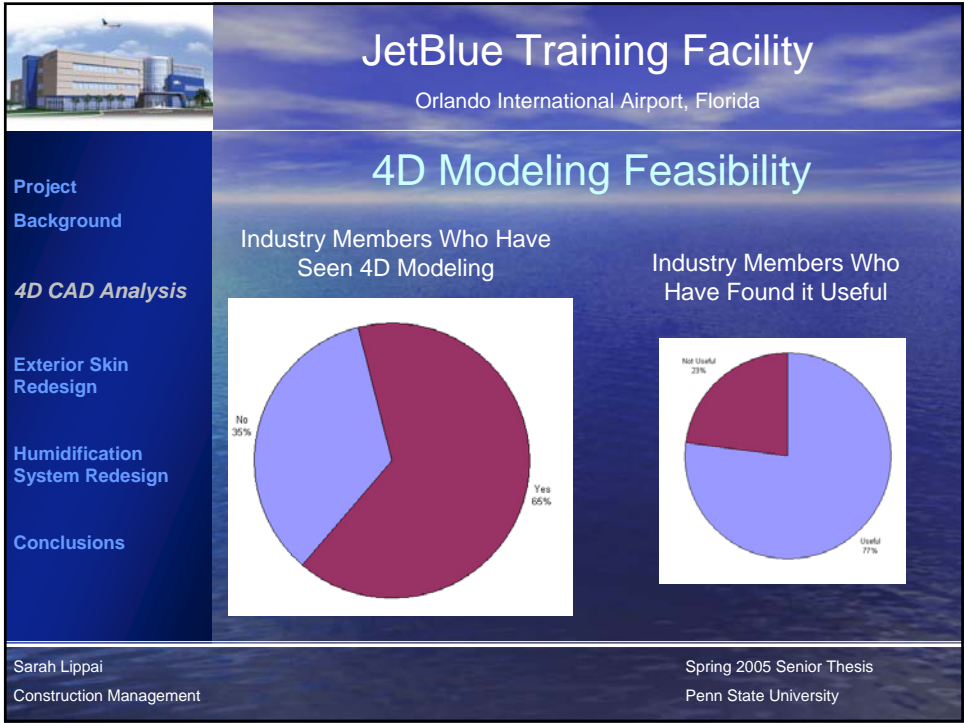 JetBlue Training Facility
Orlando International Airport, Florida
Project
Background
4D CAD Analysis
Exterior Skin
Redesign
Humidification
System Redesign
Conclusions
4D Modeling Feasibility
Industry Members Who Have
Seen 4D Modeling
No
35%
Yes
65%
Industry Members Who
Have Found it Useful
Not Useful
23%
Useful
77%
Sarah Lippai
Construction Management
Spring 2005 Senior Thesis
Penn State University